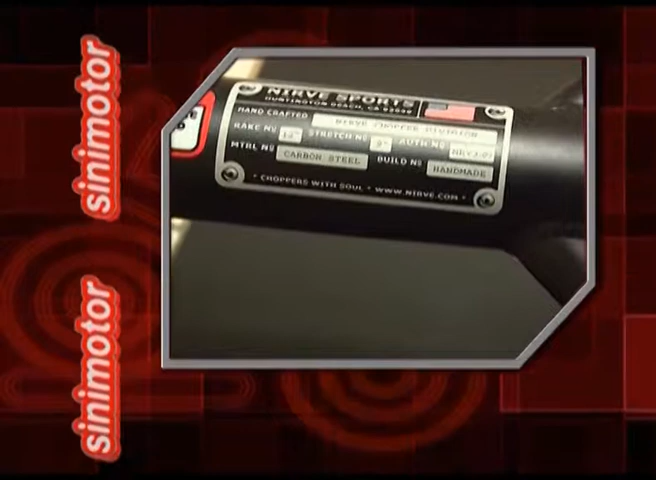 sinimotor
sinimotor
NIRVE SPORTS
HUNTINGTON BEACH, CA
HAND CRAFTED NIRVE CHOPPER DIVISION
RAKE Nº STRETCH Nº AUTH Nº
MTRL Nº CARBON STEEL BUILD Nº HANDMADE
* CHOPPERS WITH SOUL * WWW.NIRVE.COM *